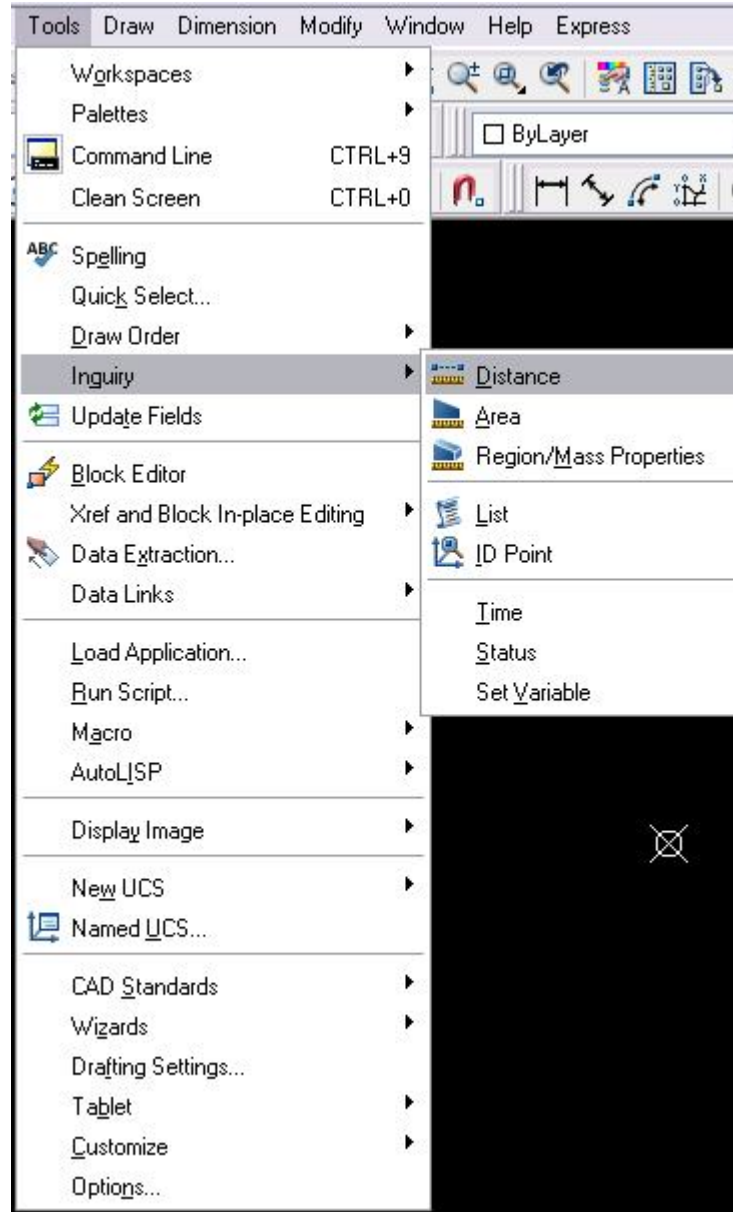 Tools Draw Dimension Modify Window Help Express
Workspaces
Palettes
ByLayer
Command Line CTRL+9
Clean Screen CTRL+0
ABC Spelling
Quick Select...
Draw Order
Inquiry
Distance
Update Fields
Area
Region/Mass Properties
Block Editor
Xref and Block In-place Editing
List
Data Extraction...
ID Point
Data Links
Time
Load Application...
Status
Run Script...
Set Variable
Macro
AutoLISP
Display Image
New UCS
Named UCS...
CAD Standards
Wizards
Drafting Settings...
Tablet
Customize
Options...